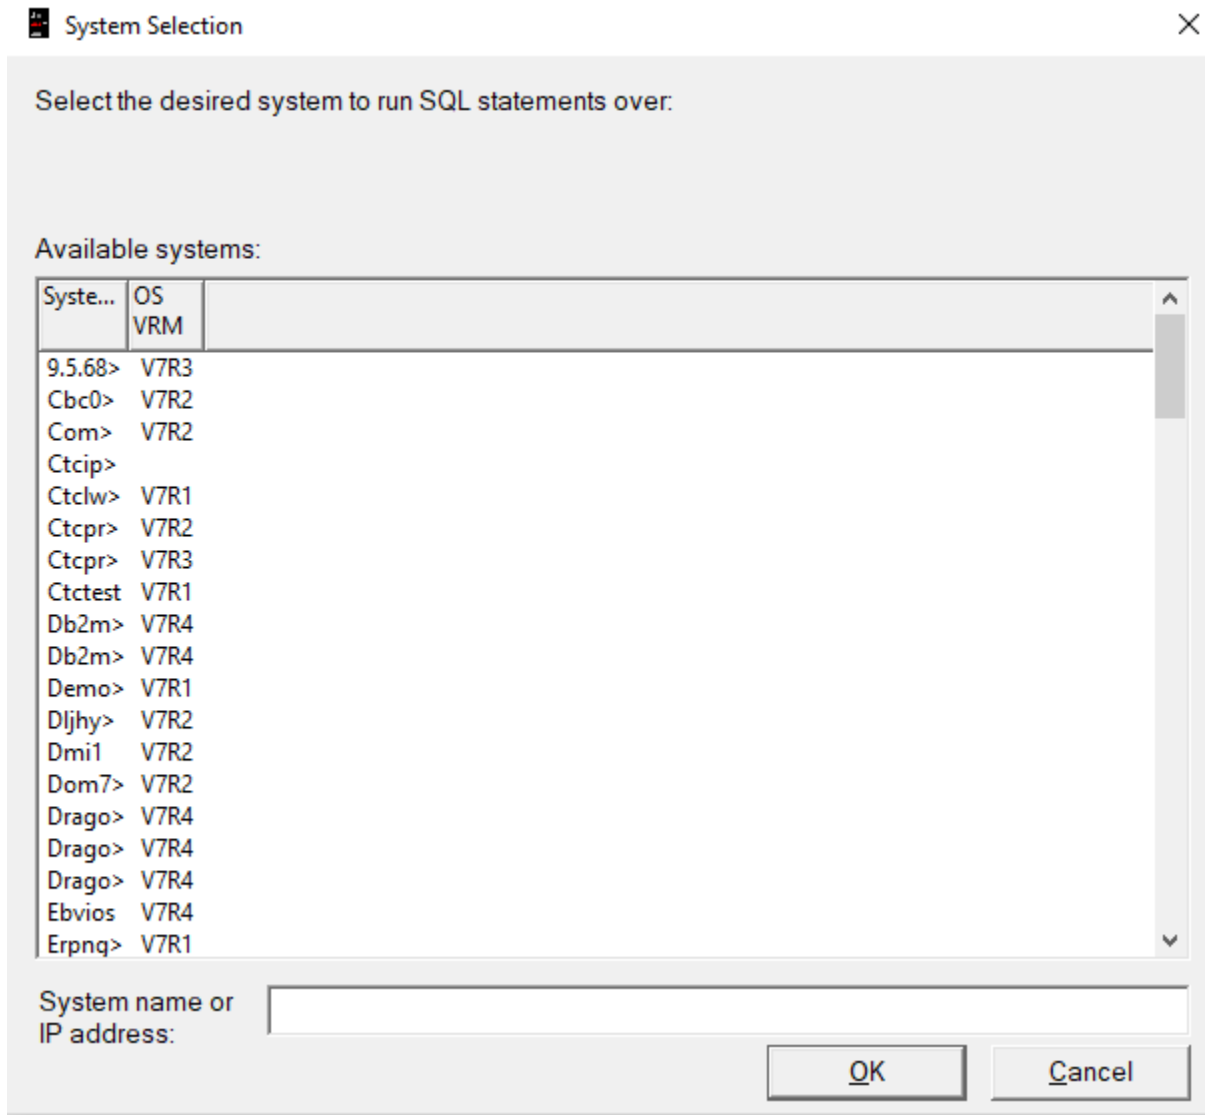 System Selection
Select the desired system to run SQL statements over:
Available systems:
Syste... OS
VRM
9.5.68> V7R3
Cbc0> V7R2
Com> V7R2
Ctcip>
Ctclw> V7R1
Ctcpr> V7R2
Ctcpr> V7R3
Ctctest V7R1
Db2m> V7R4
Db2m> V7R4
Demo> V7R1
Dljhy> V7R2
Dmi1 V7R2
Dom7> V7R2
Drago> V7R4
Drago> V7R4
Drago> V7R4
Ebvios V7R4
Erpnq> V7R1
System name or
IP address:
OK Cancel